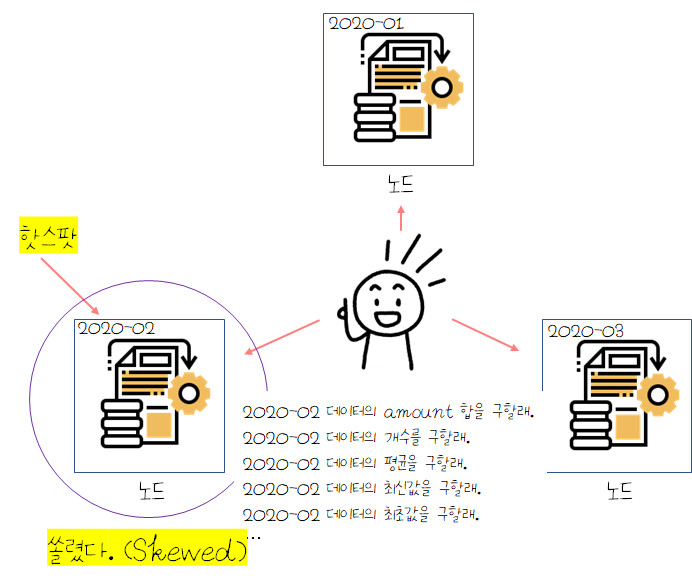 2020-01
노드
핫스팟
2020-02
2020-03
2020-02 데이터의 amount 합을 구할래.
2020-02 데이터의 개수를 구할래.
2020-02 데이터의 평균을 구할래.
2020-02 데이터의 최신값을 구할래.
2020-02 데이터의 최초값을 구할래.
...
노드
노드
쏠렸다. (Skewed)